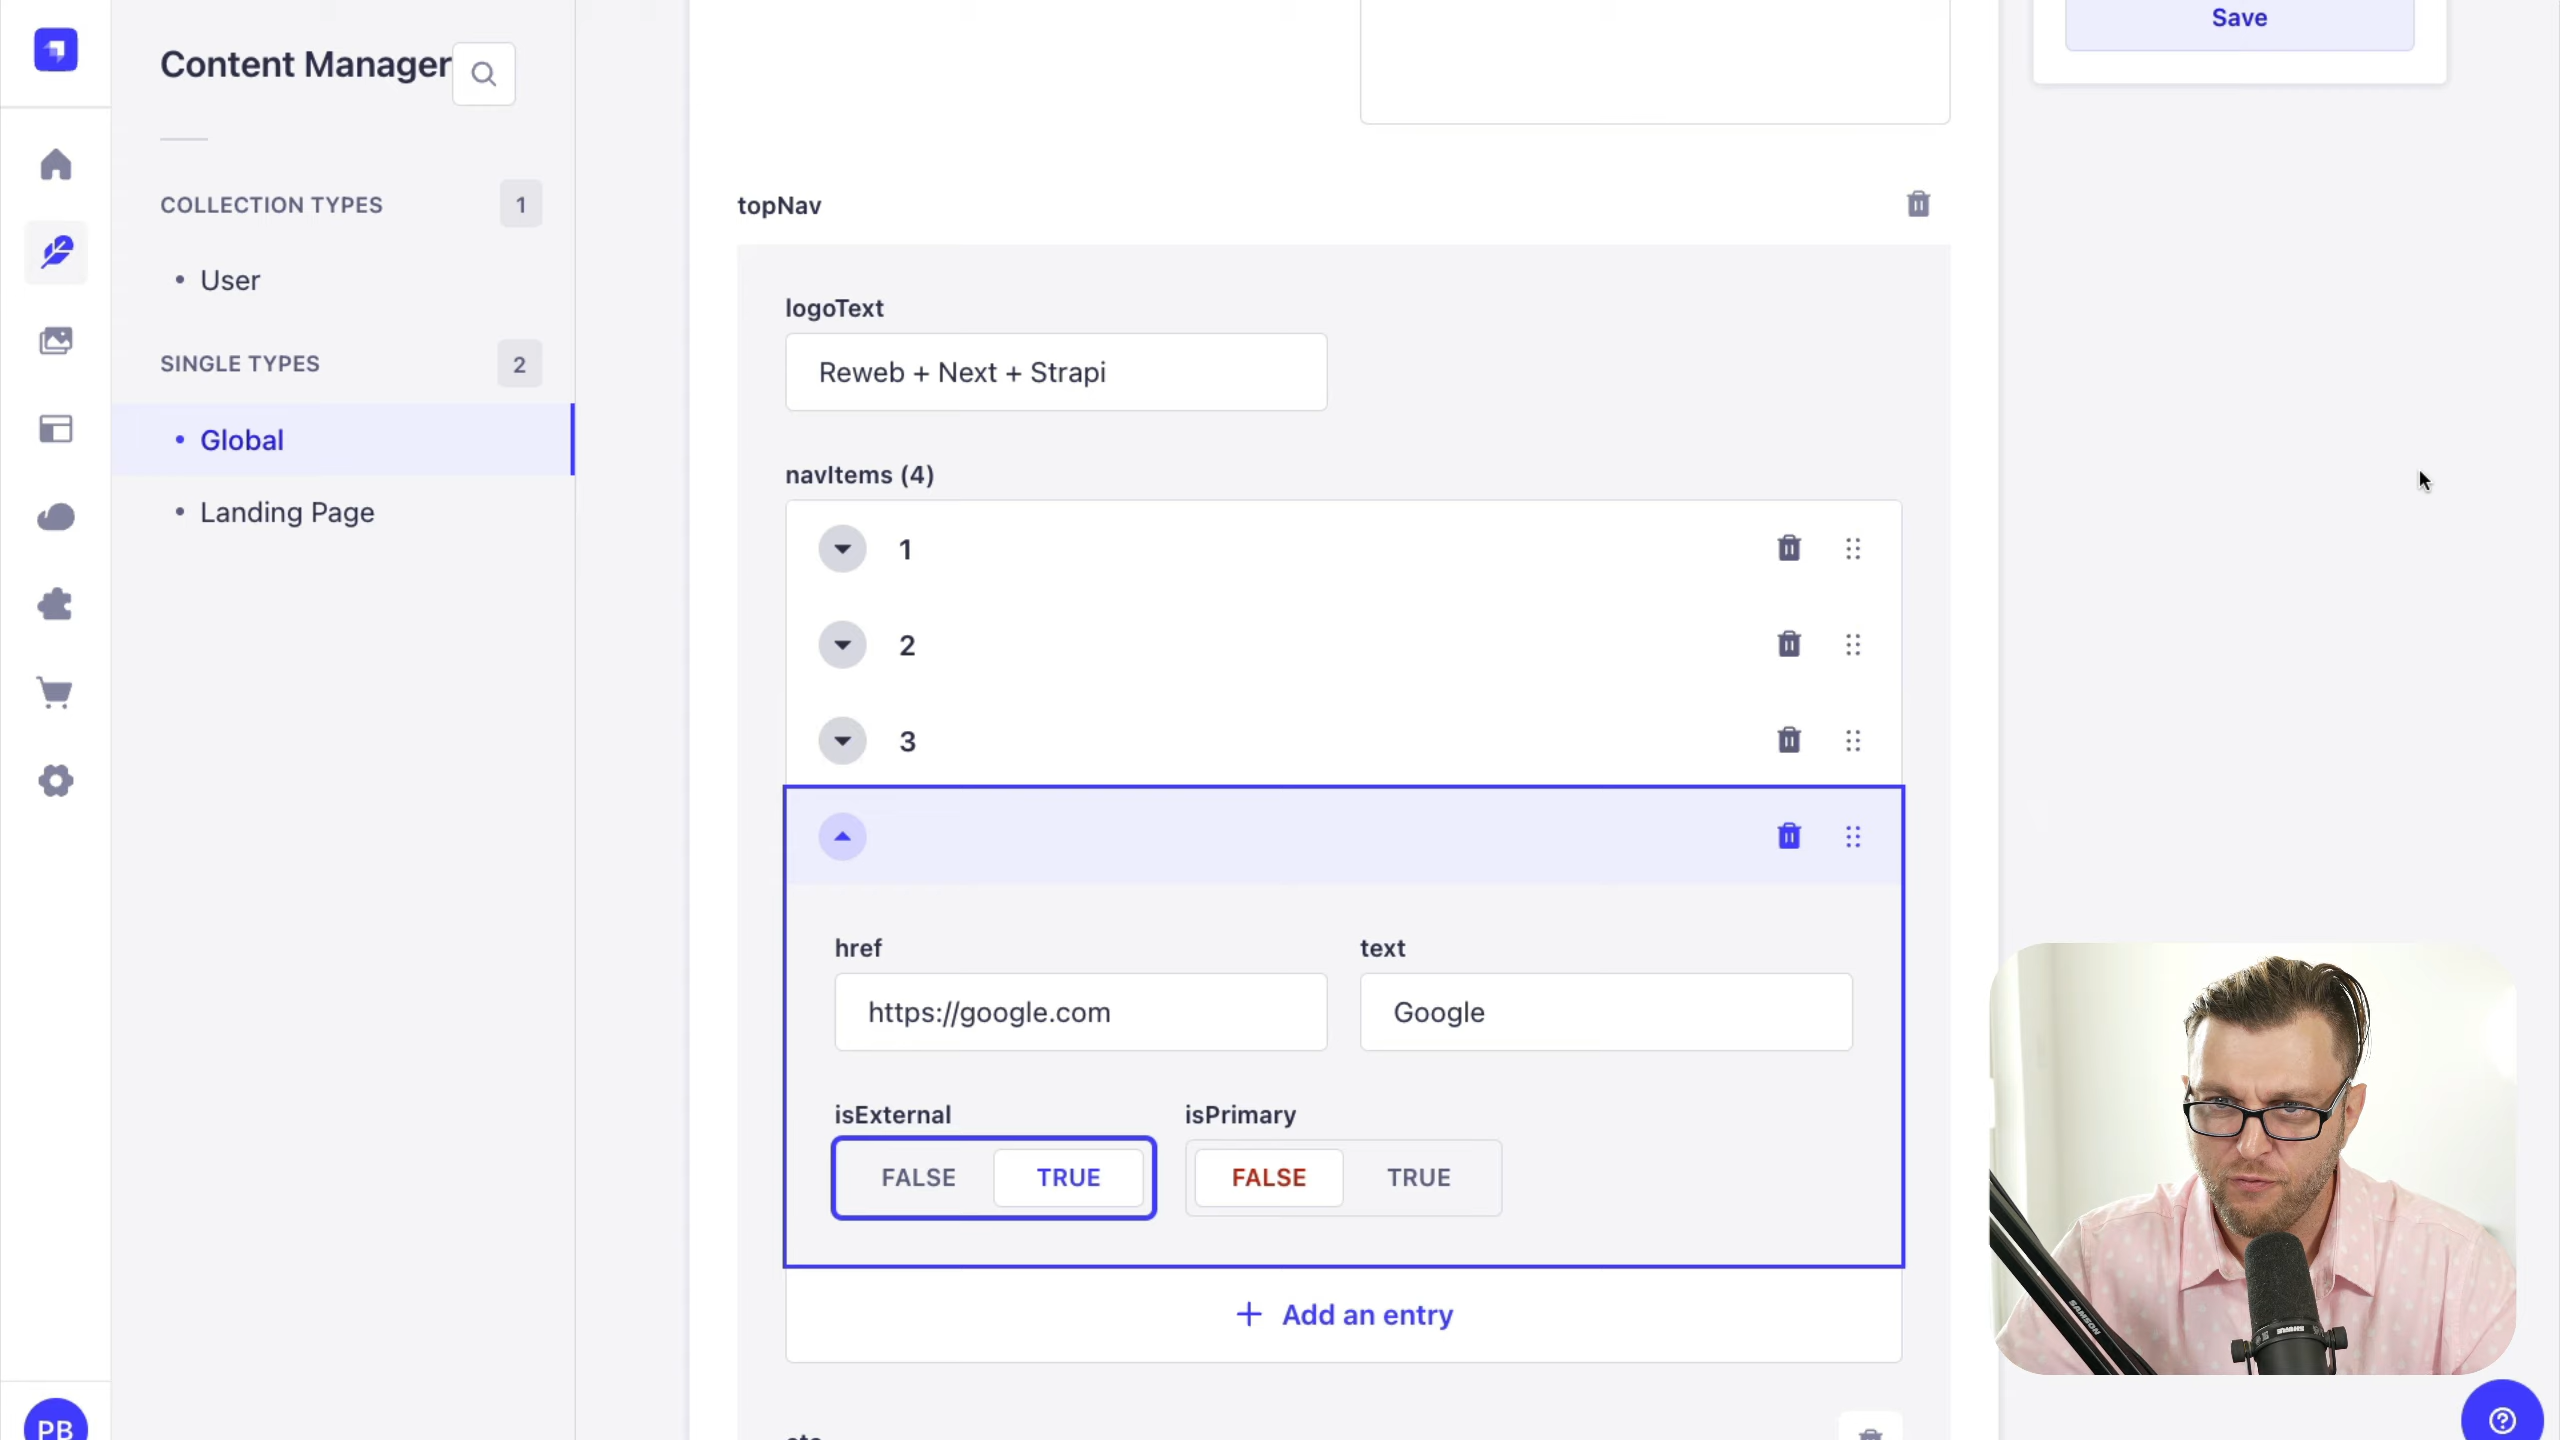 Save
Content Manager
COLLECTION TYPES 1
User
SINGLE TYPES 2
Global
Landing Page
topNav
logoText
Reweb + Next + Strapi
navItems (4)
1
2
3
href
text
https://google.com
Google
isExternal
isPrimary
FALSE TRUE
FALSE TRUE
+ Add an entry
PB
SAMSON
SHURE